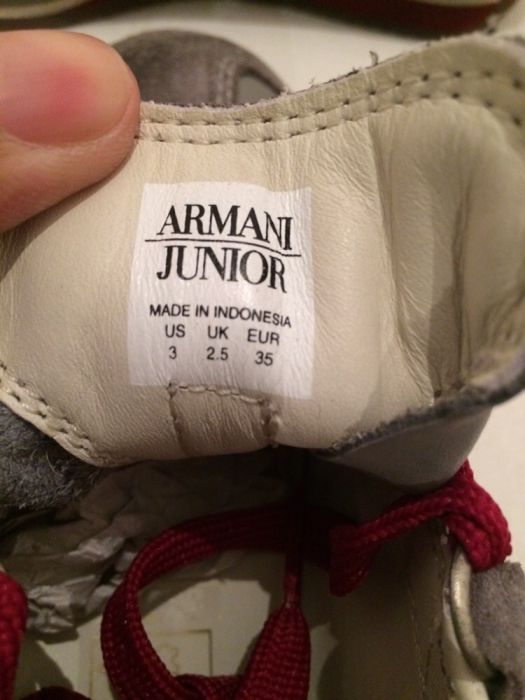 ARMANI
JUNIOR
MADE IN INDONESIA
US UK EUR
3 2.5 35